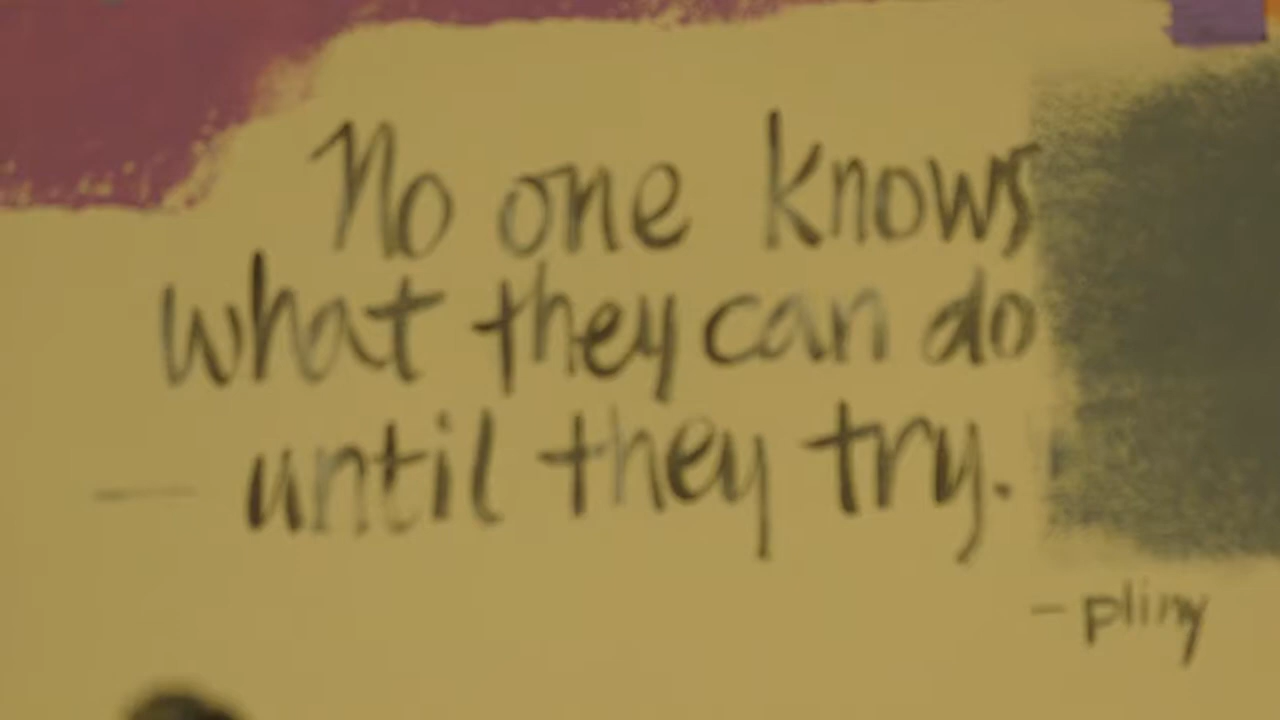 No one knows
what they can do
— until they try.
- pliny